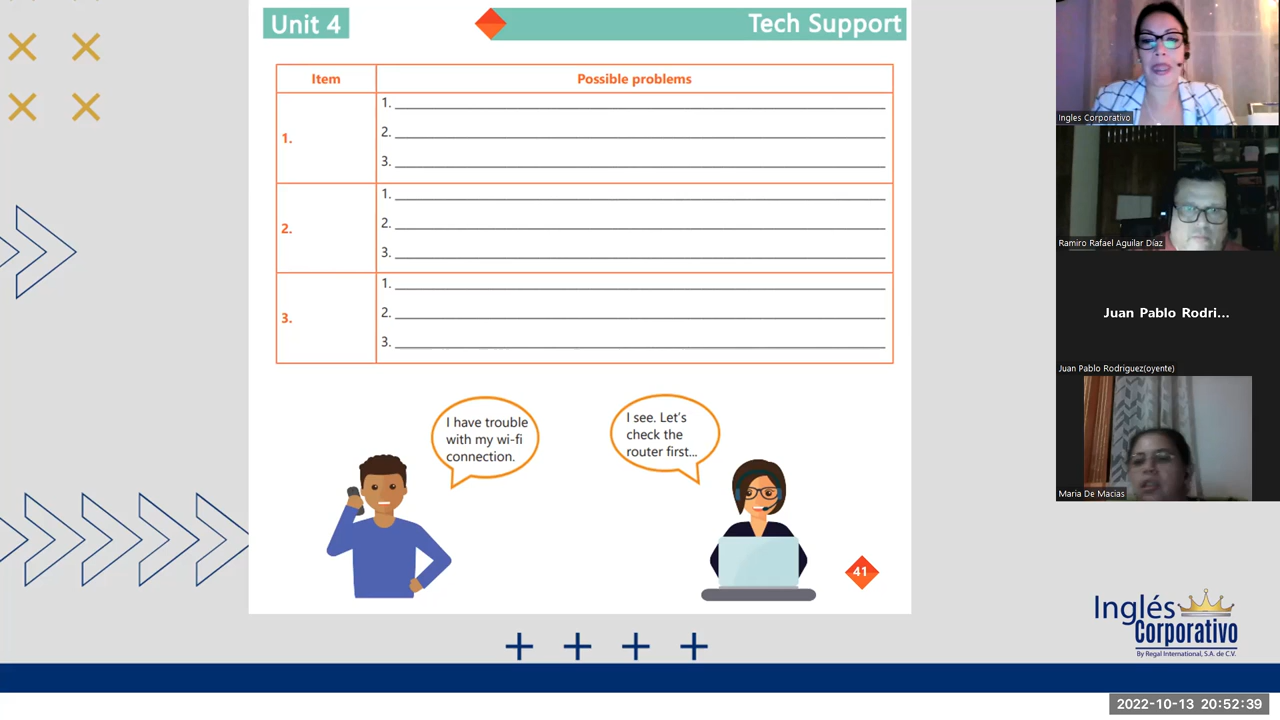 Unit 4
Tech Support
Item
Possible problems
1.
1.
2.
3.
2.
1.
2.
3.
3.
1.
2.
3.
I have trouble
with my wi-fi
connection.
I see. Let's
check the
router first...
41
Ingles Corporativo
Ramiro Rafael Aguilar Díaz
Juan Pablo Rodri...
Juan Pablo Rodriguez(oyente)
Maria De Macias
Inglés
Corporativo
By Regal International, S.A. de C.V.
2022-10-13 20:52:39